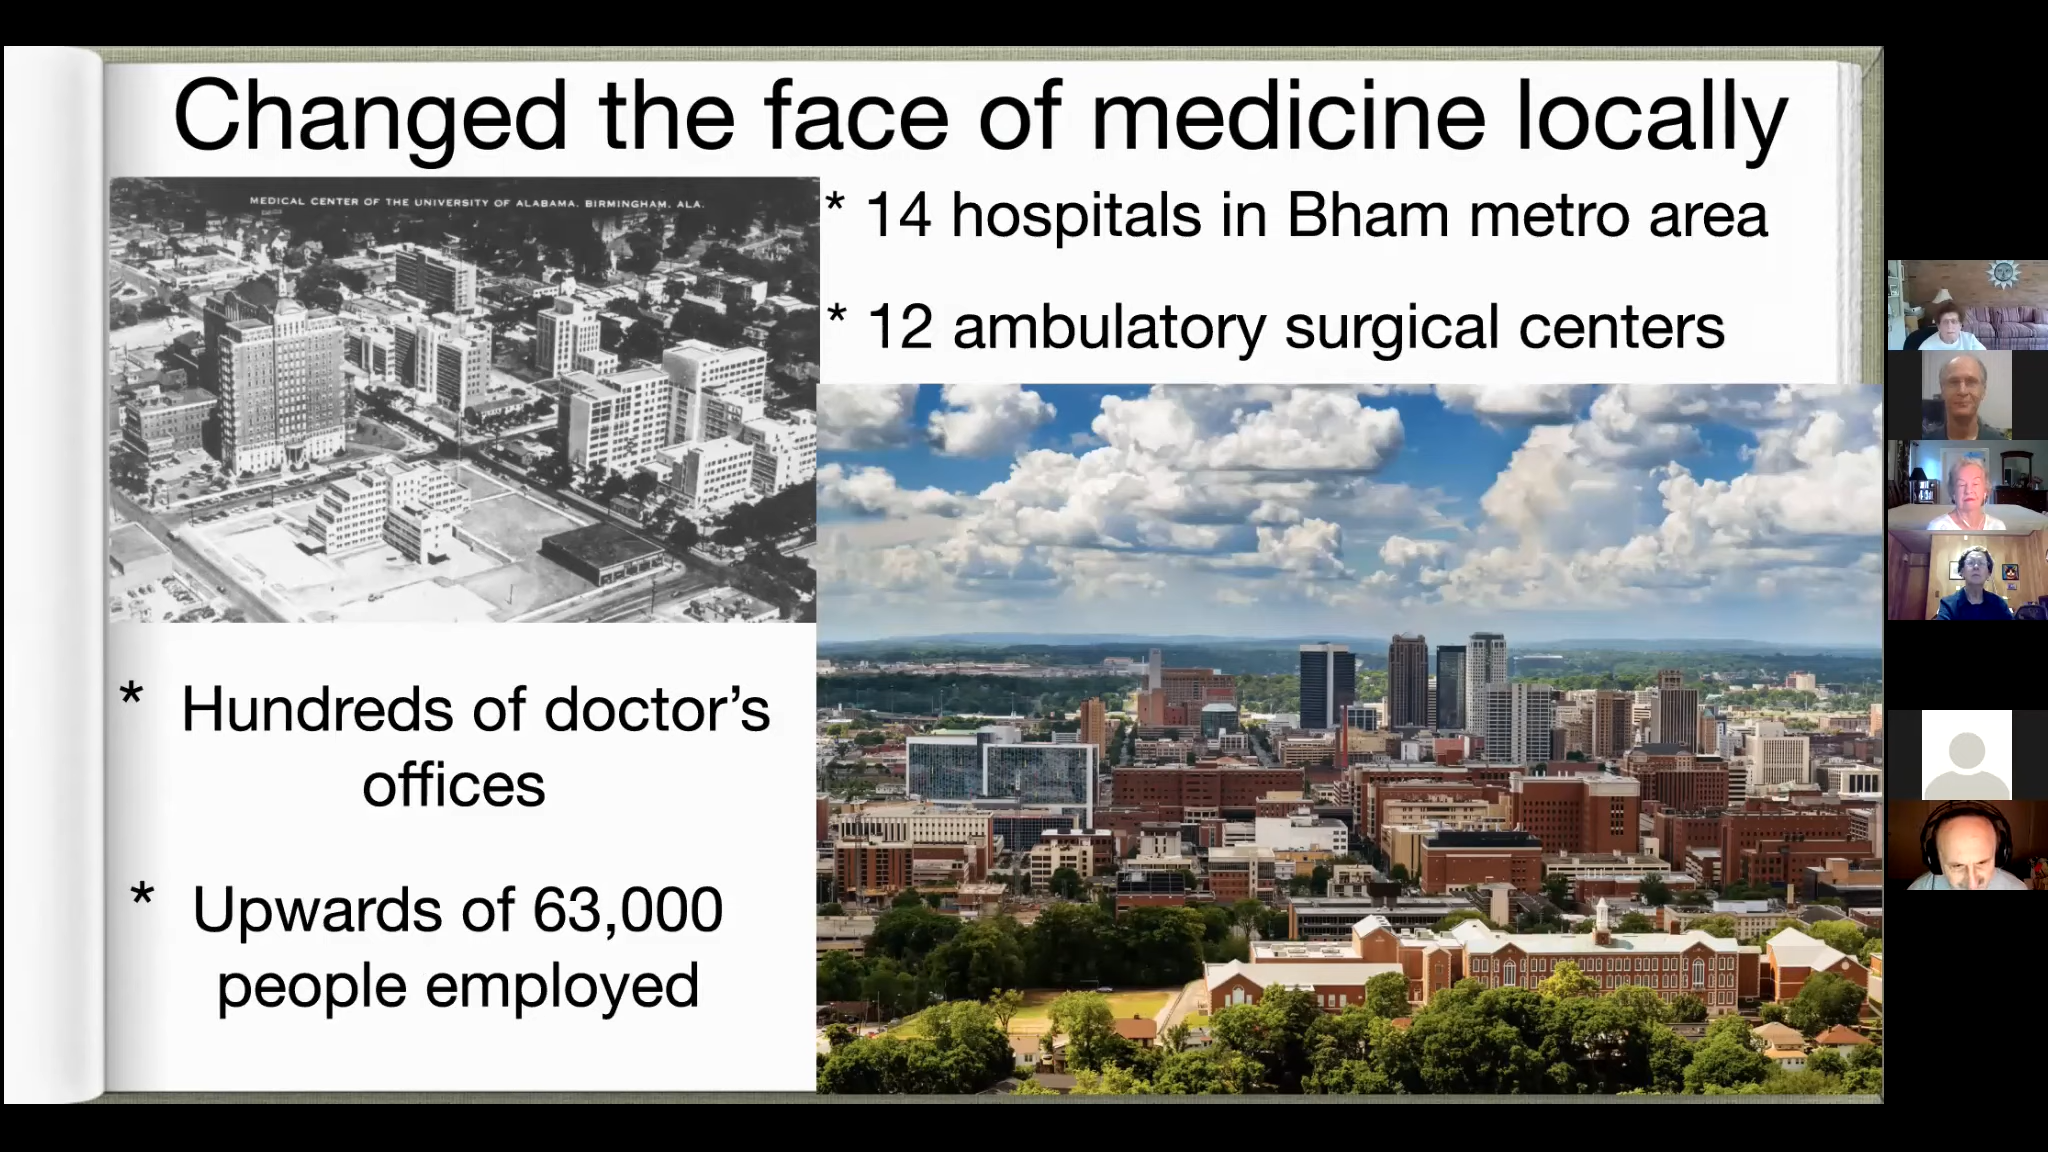 Changed the face of medicine locally
MEDICAL CENTER OF THE UNIVERSITY OF ALABAMA, BIRMINGHAM, ALA.
* 14 hospitals in Bham metro area
* 12 ambulatory surgical centers
* Hundreds of doctor’s
offices
* Upwards of 63,000
people employed